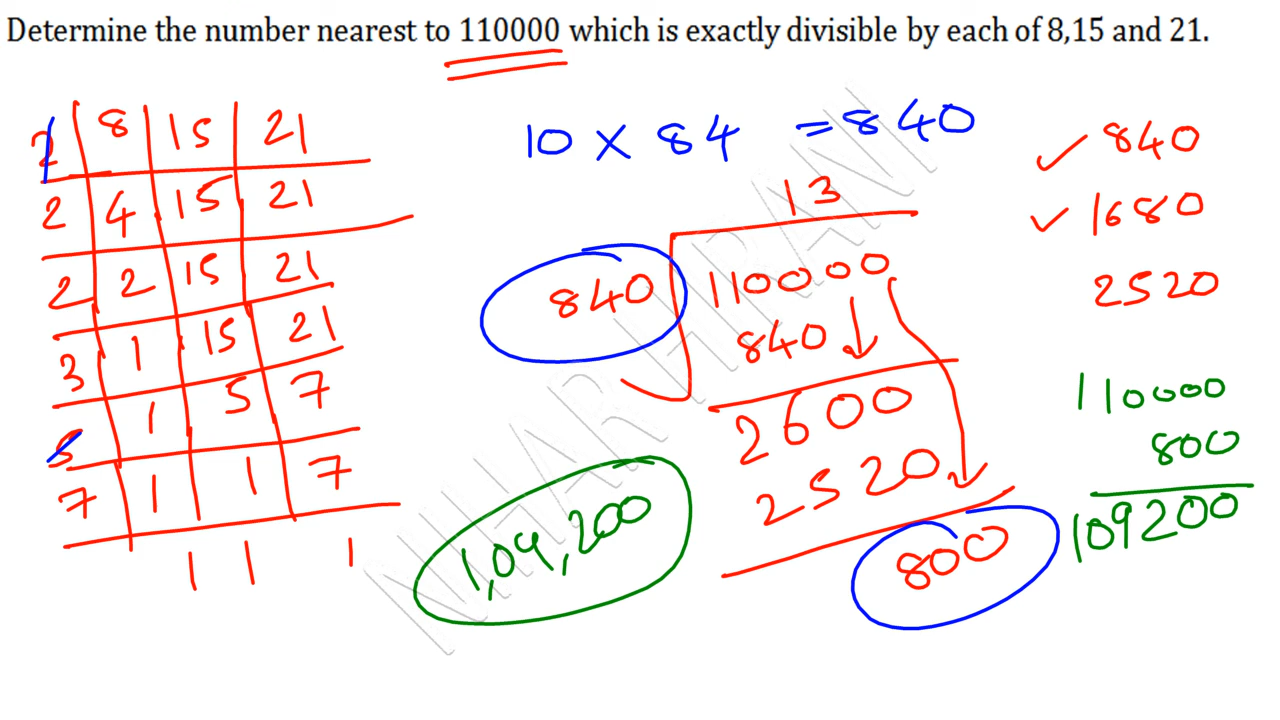 Determine the number nearest to 110000 which is exactly divisible by each of 8,15 and 21.
2 8 15 21
2 4 15 21
2 2 15 21
3 1 15 21
5 1 5 7
7 1 1 7
1 1 1
10 × 84 = 840
13
840 110000
840
2600
2520
800
1,09,200
840
1680
2520
110000
800
109200
NIHAR HIRANI